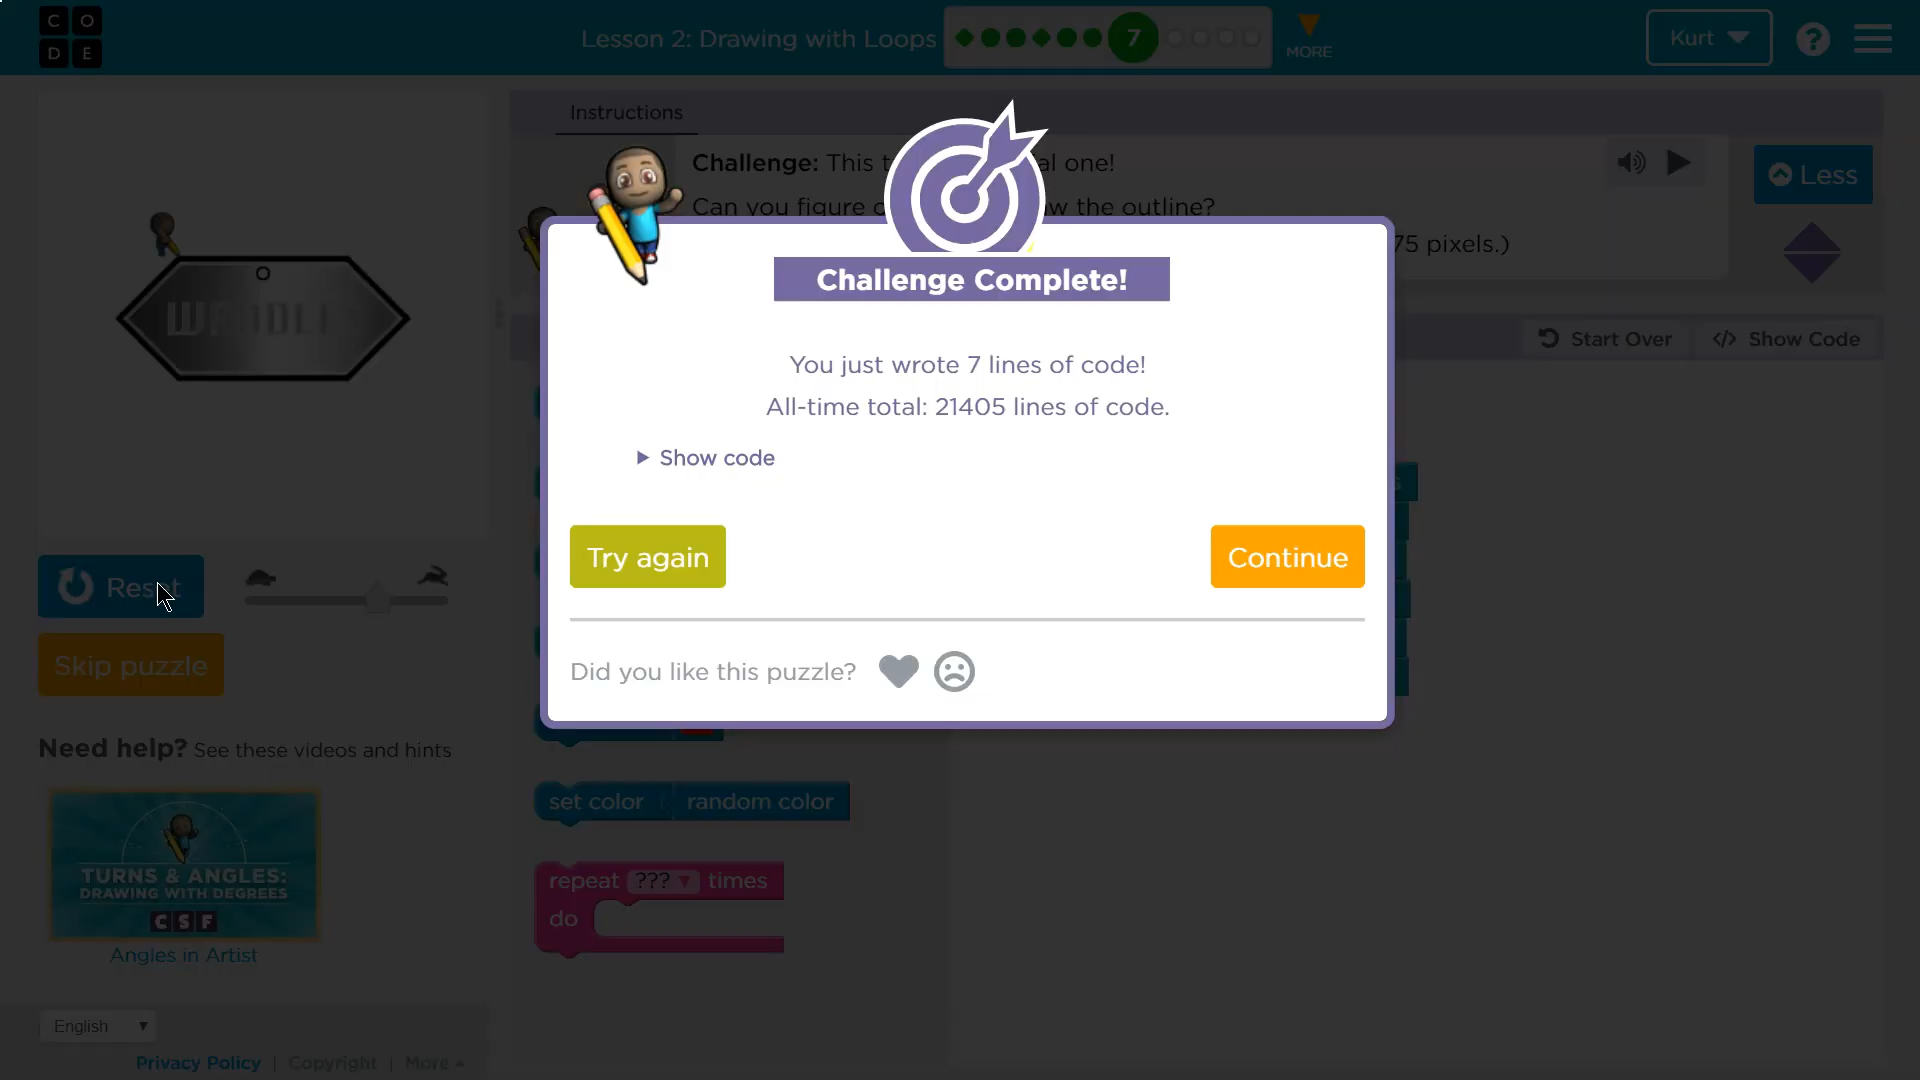 CO
DE
Lesson 2: Drawing with Loops
7
MORE
Kurt
?
Instructions
Challenge: This t al one!
Can you figure o w the outline?
75 pixels.)
Less
Challenge Complete!
You just wrote 7 lines of code!
All-time total: 21405 lines of code.
Show code
Try again
Continue
Did you like this puzzle?
Start Over
Show Code
Reset
Skip puzzle
Need help? See these videos and hints
TURNS & ANGLES:
DRAWING WITH DEGREES
CSF
Angles in Artist
set color random color
repeat ??? times
do
English
Privacy Policy | Copyright | More